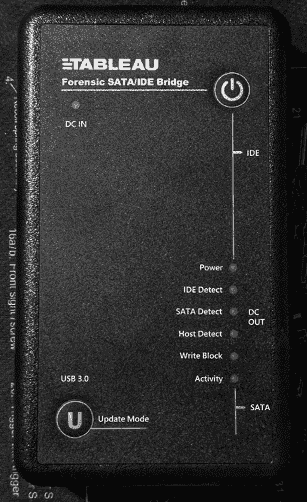 TABLEAU
Forensic SATA/IDE Bridge
DC IN
IDE
Power
IDE Detect
SATA Detect
DC OUT
Host Detect
Write Block
Activity
USB 3.0
SATA
U
Update Mode